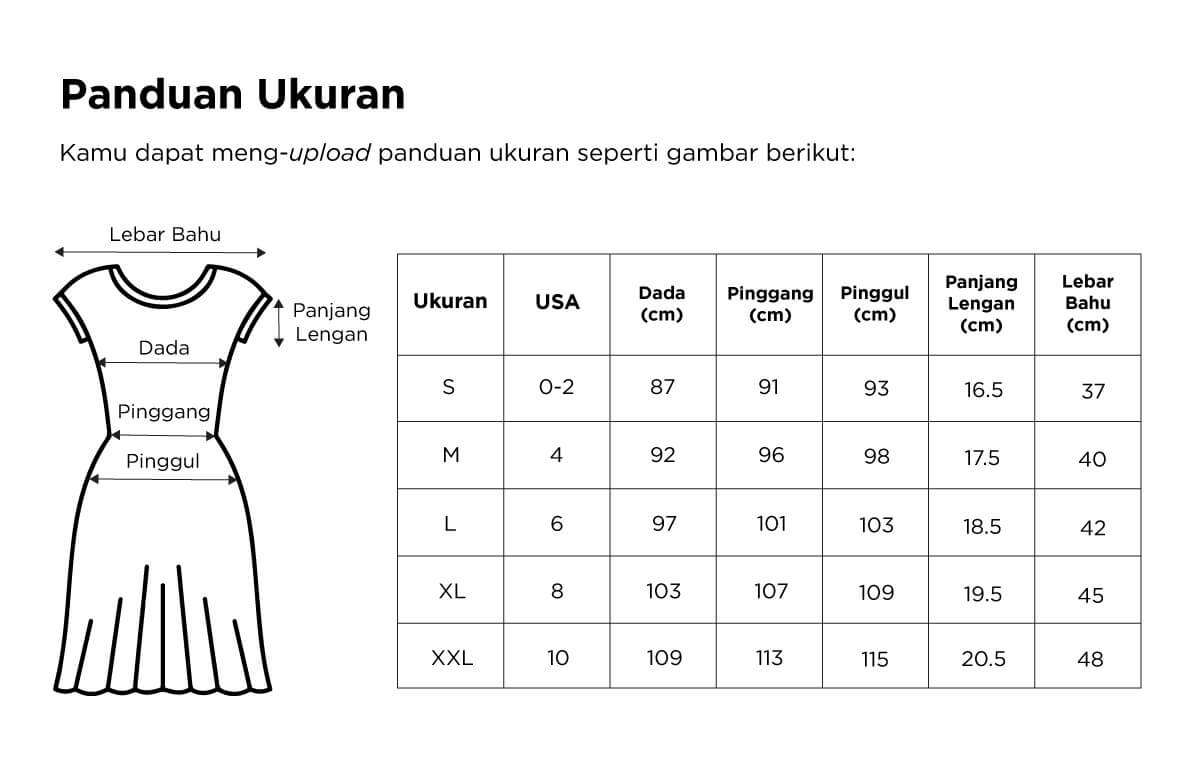 Panduan Ukuran
Kamu dapat meng-upload panduan ukuran seperti gambar berikut:
Lebar Bahu
Panjang
Lengan
Dada
Pinggang
Pinggul
Ukuran USA Dada (cm) Pinggang (cm) Pinggul (cm) Panjang Lengan (cm) Lebar Bahu (cm)
S 0-2 87 91 93 16.5 37
M 4 92 96 98 17.5 40
L 6 97 101 103 18.5 42
XL 8 103 107 109 19.5 45
XXL 10 109 113 115 20.5 48